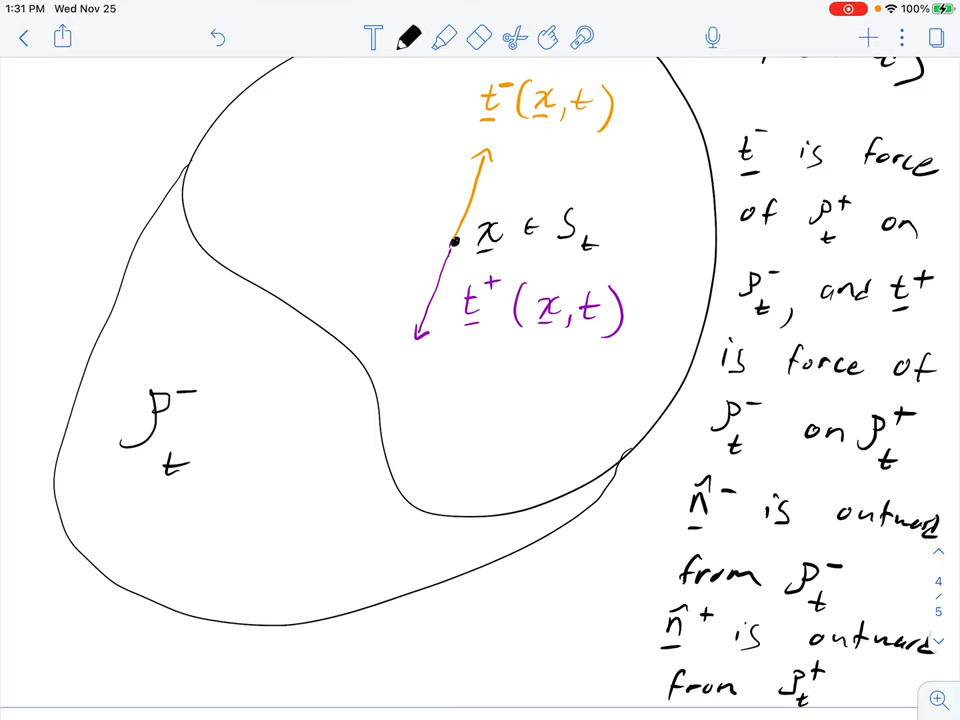 1:31 PM Wed Nov 25
100%
T
t⁻(x, t)
x ∈ S_t
t⁺(x, t)
P⁻_t
t⁻ is force
of P⁺_t on
P⁻_t, and t⁺
is force of
P⁻_t on P⁺_t
n̂⁻ is outward
from P⁻_t
n̂⁺ is outward
from P⁺_t
4
/
5